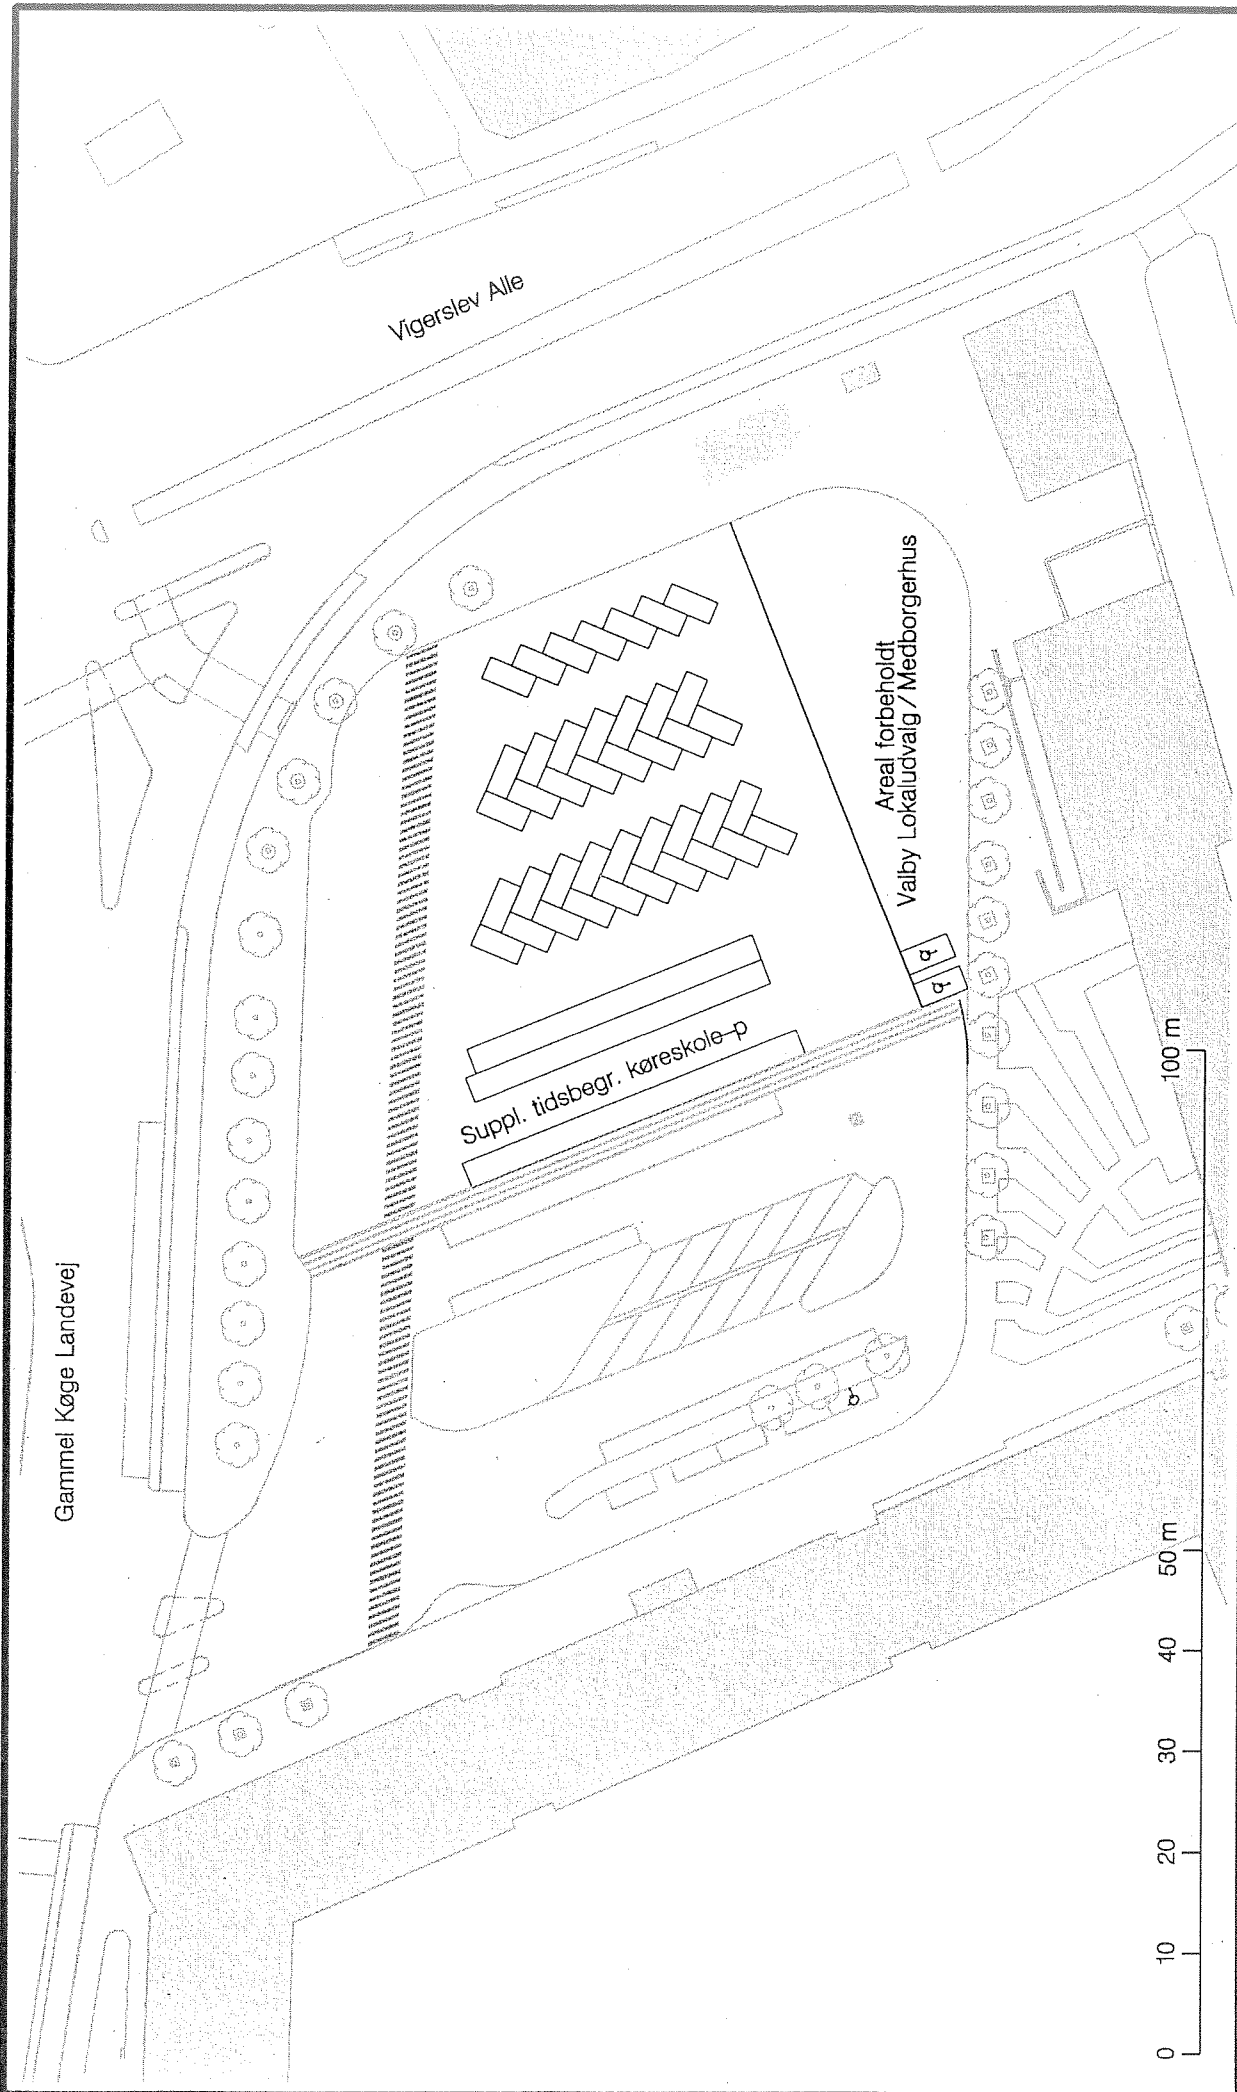 Gammel Køge Landevej
Vigerslev Alle
Suppl. tidsbegr. køreskole-p
Areal forbeholdt
Valby Lokaludvalg / Medborgerhus
0 10 20 30 40 50 m 100 m